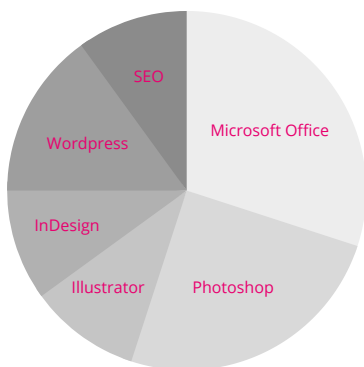 SEO
Microsoft Office
Wordpress
InDesign
Illustrator
Photoshop